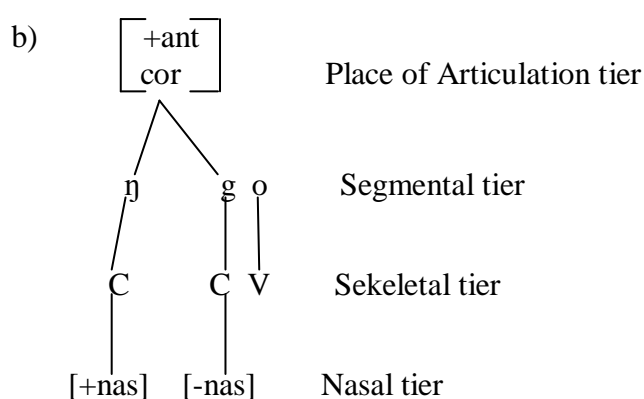 b)
+ant
cor
Place of Articulation tier
ŋ g o Segmental tier
C C V Sekeletal tier
[+nas] [-nas] Nasal tier